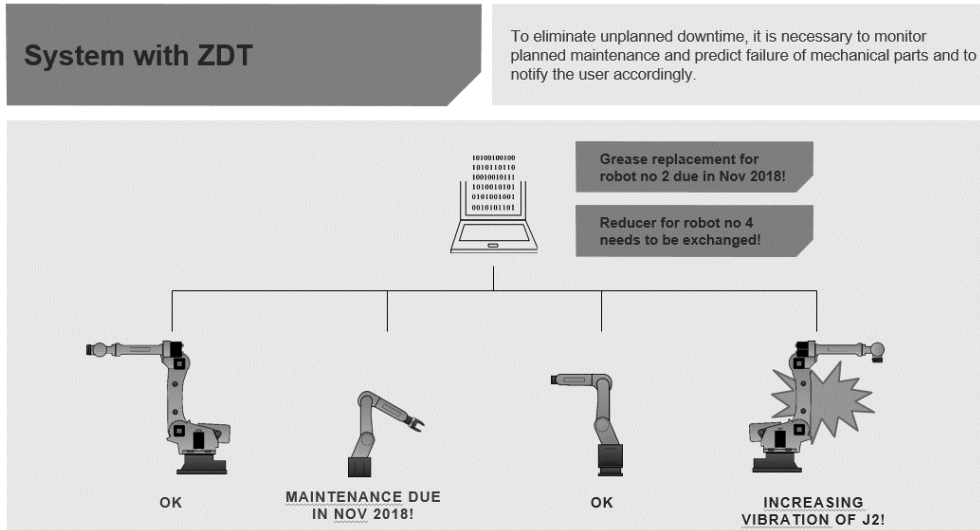 System with ZDT
To eliminate unplanned downtime, it is necessary to monitor
planned maintenance and predict failure of mechanical parts and to
notify the user accordingly.
10100100100
1010110110
10010010111
1010010101
0101001001
0010101101
Grease replacement for
robot no 2 due in Nov 2018!
Reducer for robot no 4
needs to be exchanged!
OK
MAINTENANCE DUE
IN NOV 2018!
OK
INCREASING
VIBRATION OF J2!